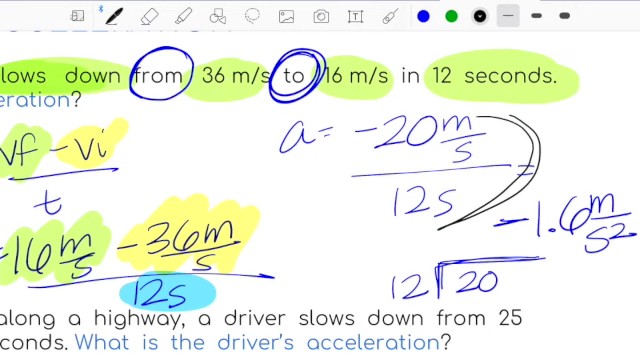 slows down from 36 m/s to 16 m/s in 12 seconds.
eration?
vf - vi
t
a = -20 m/s
12 s
=
- 1.6 m/s²
= 16 m/s - 36 m/s
12 s
12 20
along a highway, a driver slows down from 25
conds. What is the driver's acceleration?